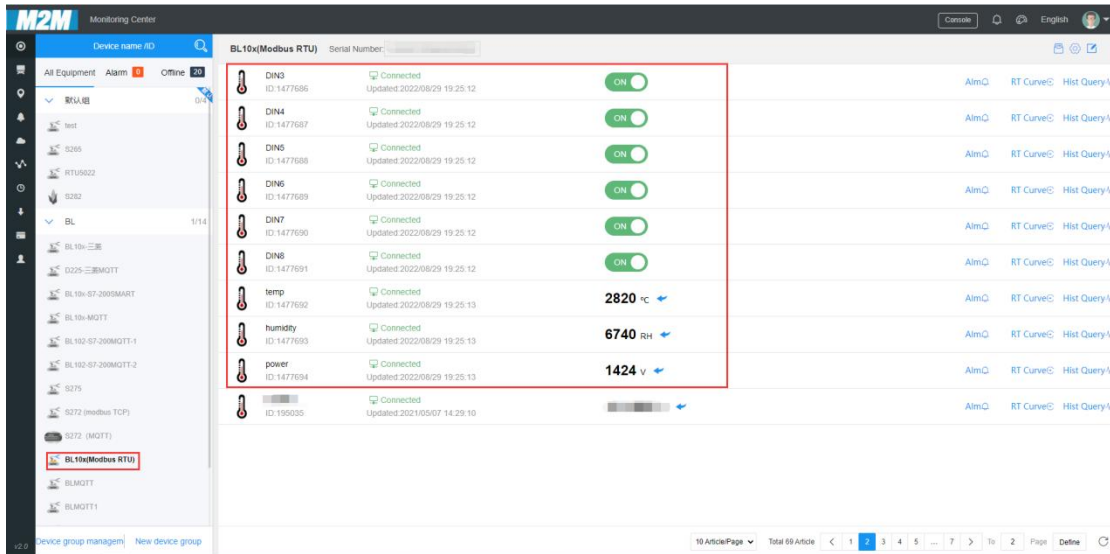 M2M Monitoring Center Console English
Device name /ID
All Equipment Alarm 0 Offline 20
默认组 0/4
test
S265
RTU5022
S282
BL 1/14
BL10x-三菱
D225-三菱MQTT
BL10x-S7-200SMART
BL10x-MQTT
BL102-S7-200MQTT-1
BL102-S7-200MQTT-2
S275
S272 (modbus TCP)
S272 (MQTT)
BL10x(Modbus RTU)
BLMQTT
BLMQTT1
v2.0 Device group managem New device group
BL10x(Modbus RTU) Serial Number:
DIN3 Connected ON Alm RT Curve Hist Query
ID:1477686 Updated:2022/08/29 19:25:12
DIN4 Connected ON Alm RT Curve Hist Query
ID:1477687 Updated:2022/08/29 19:25:12
DIN5 Connected ON Alm RT Curve Hist Query
ID:1477688 Updated:2022/08/29 19:25:12
DIN6 Connected ON Alm RT Curve Hist Query
ID:1477689 Updated:2022/08/29 19:25:12
DIN7 Connected ON Alm RT Curve Hist Query
ID:1477690 Updated:2022/08/29 19:25:12
DIN8 Connected ON Alm RT Curve Hist Query
ID:1477691 Updated:2022/08/29 19:25:12
temp Connected 2820 ℃ Alm RT Curve Hist Query
ID:1477692 Updated:2022/08/29 19:25:13
humidity Connected 6740 RH Alm RT Curve Hist Query
ID:1477693 Updated:2022/08/29 19:25:13
power Connected 1424 V Alm RT Curve Hist Query
ID:1477694 Updated:2022/08/29 19:25:13
Connected Alm RT Curve Hist Query
ID:195035 Updated:2021/05/07 14:29:10
10 Article/Page Total 69 Article < 1 2 3 4 5 ... 7 > To 2 Page Define